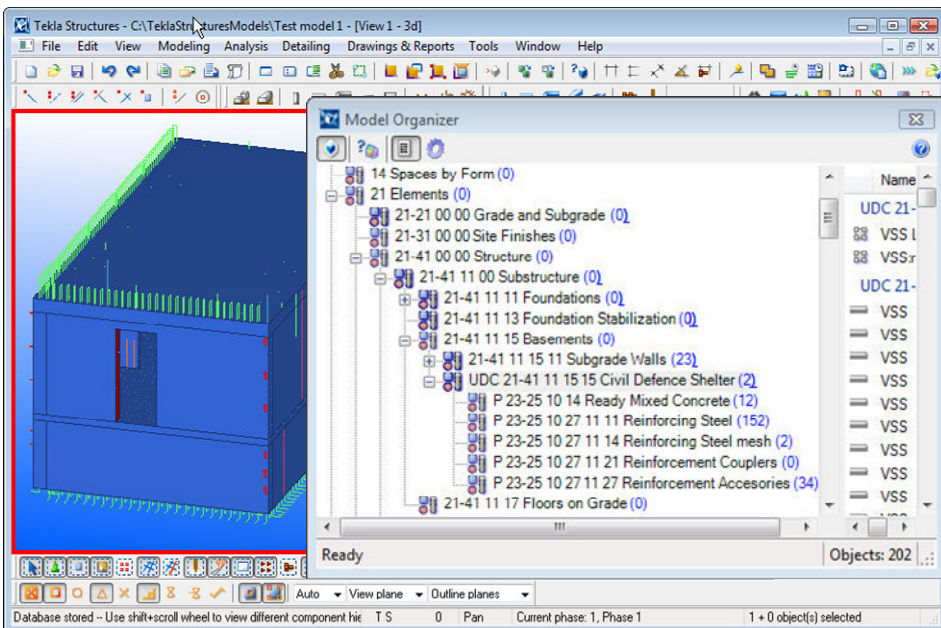 Tekla Structures - C:\TeklaStructuresModels\Test model 1 - [View 1 - 3d]
File Edit View Modeling Analysis Detailing Drawings & Reports Tools Window Help
Model Organizer
14 Spaces by Form (0)
21 Elements (0)
21-21 00 00 Grade and Subgrade (0)
21-31 00 00 Site Finishes (0)
21-41 00 00 Structure (0)
21-41 11 00 Substructure (0)
21-41 11 11 Foundations (0)
21-41 11 13 Foundation Stabilization (0)
21-41 11 15 Basements (0)
21-41 11 15 11 Subgrade Walls (23)
UDC 21-41 11 15 15 Civil Defence Shelter (2)
P 23-25 10 14 Ready Mixed Concrete (12)
P 23-25 10 27 11 11 Reinforcing Steel (152)
P 23-25 10 27 11 14 Reinforcing Steel mesh (2)
P 23-25 10 27 11 21 Reinforcement Couplers (0)
P 23-25 10 27 11 27 Reinforcement Accesories (34)
21-41 11 17 Floors on Grade (0)
Name
UDC 21-
VSS
VSS
UDC 21-
VSS
VSS
VSS
VSS
VSS
VSS
VSS
VSS
VSS
Ready
Objects: 202
Auto View plane Outline planes
Database stored -- Use shift+scroll wheel to view different component hie T S 0 Pan Current phase: 1, Phase 1 1 + 0 object(s) selected